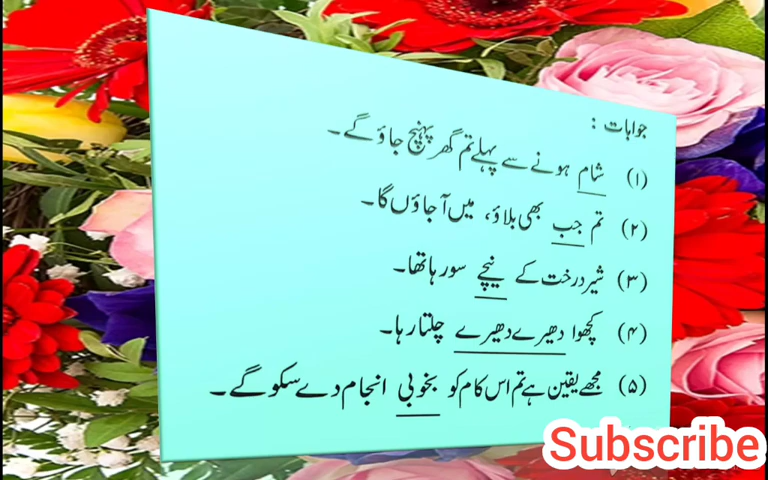 جوابات :
(۱) شام ہونے سے پہلے تم گھر پہنچ جاؤ گے۔
(۲) تم جب بھی بلاؤ، میں آ جاؤں گا۔
(۳) شیر درخت کے نیچے سو رہا تھا۔
(۴) کچھوا دھیرے دھیرے چلتا رہا۔
(۵) مجھے یقین ہے تم اس کام کو بخوبی انجام دے سکو گے۔
Subscribe